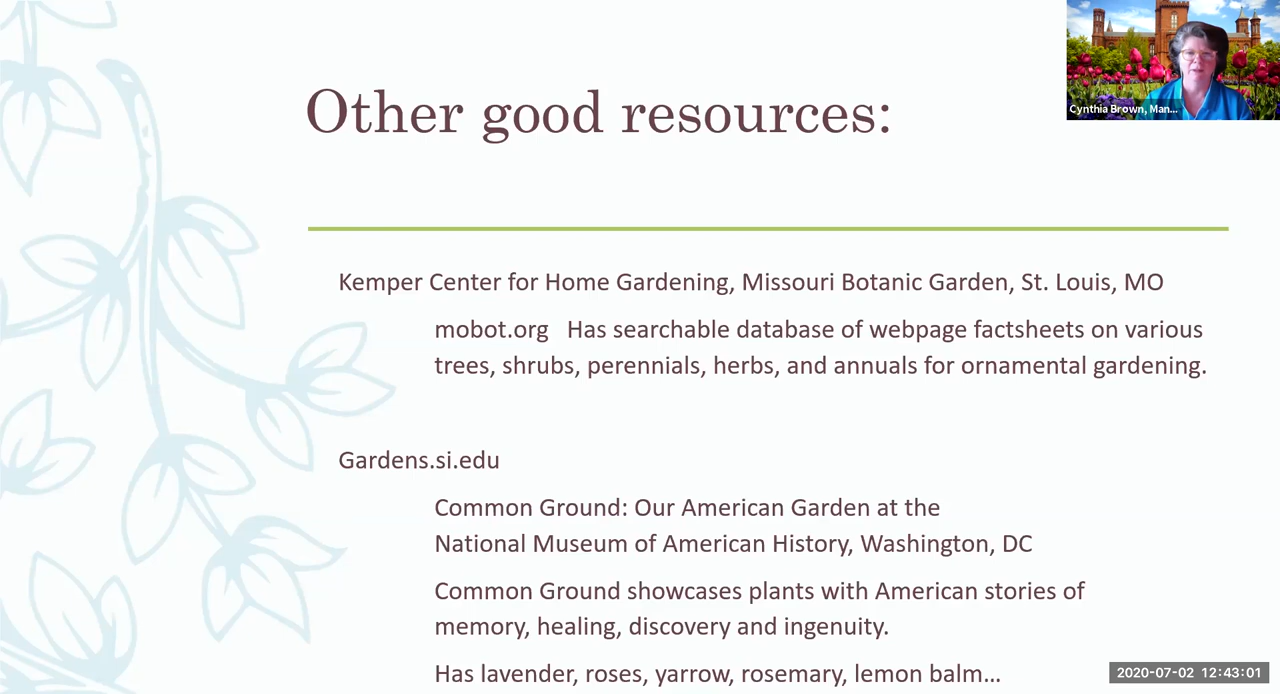 Cynthia Brown, Man...
Other good resources:
Kemper Center for Home Gardening, Missouri Botanic Garden, St. Louis, MO
mobot.org Has searchable database of webpage factsheets on various
trees, shrubs, perennials, herbs, and annuals for ornamental gardening.
Gardens.si.edu
Common Ground: Our American Garden at the
National Museum of American History, Washington, DC
Common Ground showcases plants with American stories of
memory, healing, discovery and ingenuity.
Has lavender, roses, yarrow, rosemary, lemon balm...
2020-07-02 12:43:01